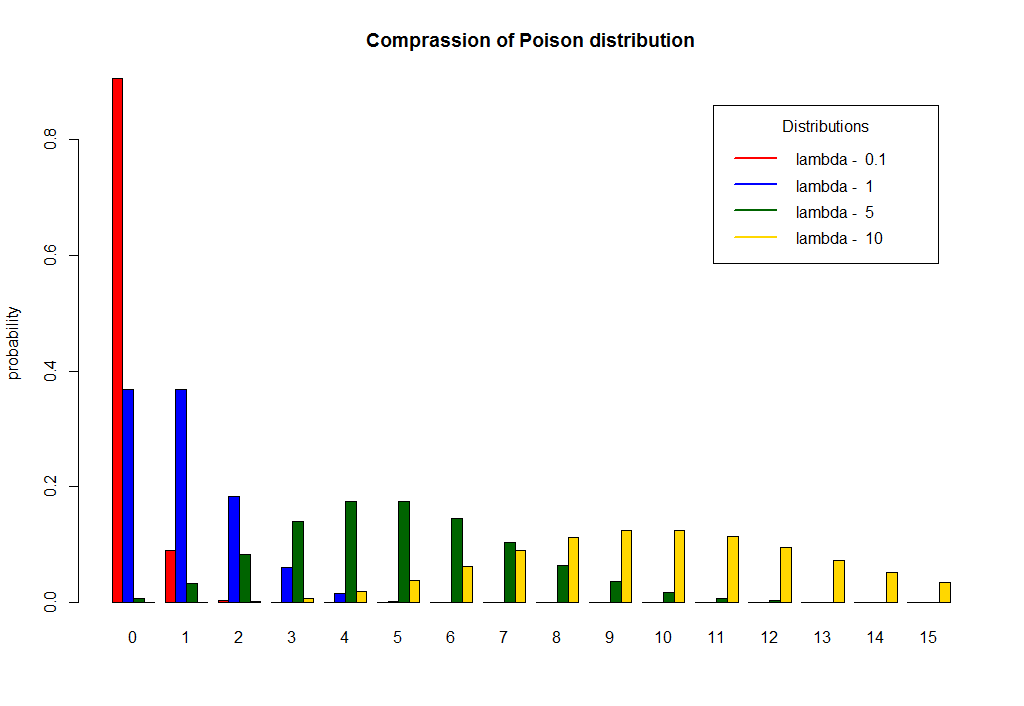 Comprassion of Poison distribution
Distributions
lambda - 0.1
lambda - 1
lambda - 5
lambda - 10
probability
0.8
0.6
0.4
0.2
0.0
0 1 2 3 4 5 6 7 8 9 10 11 12 13 14 15